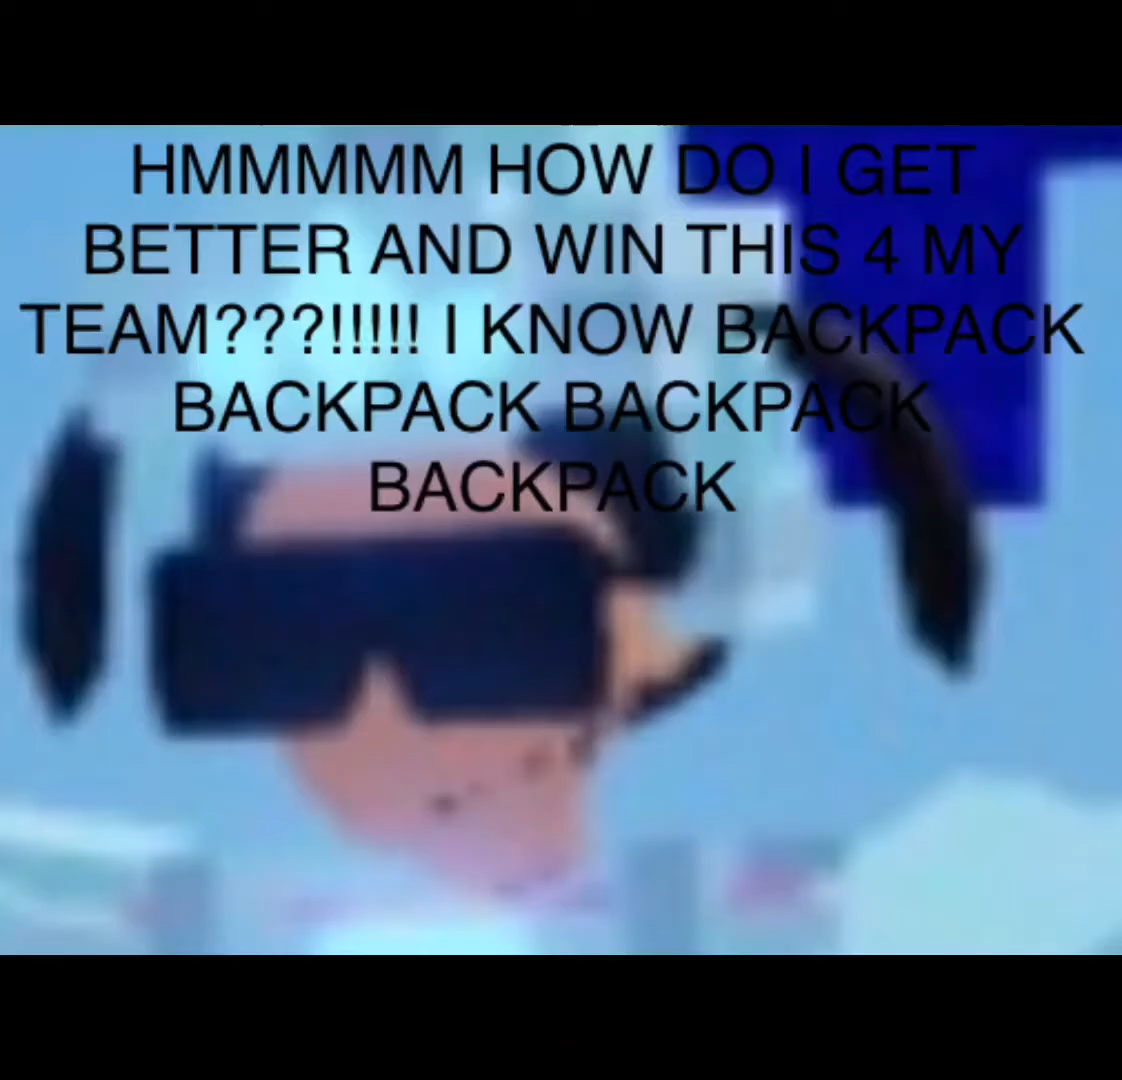 HMMMMM HOW DO I GET
BETTER AND WIN THIS 4 MY
TEAM???!!!!! I KNOW BACKPACK
BACKPACK BACKPACK
BACKPACK